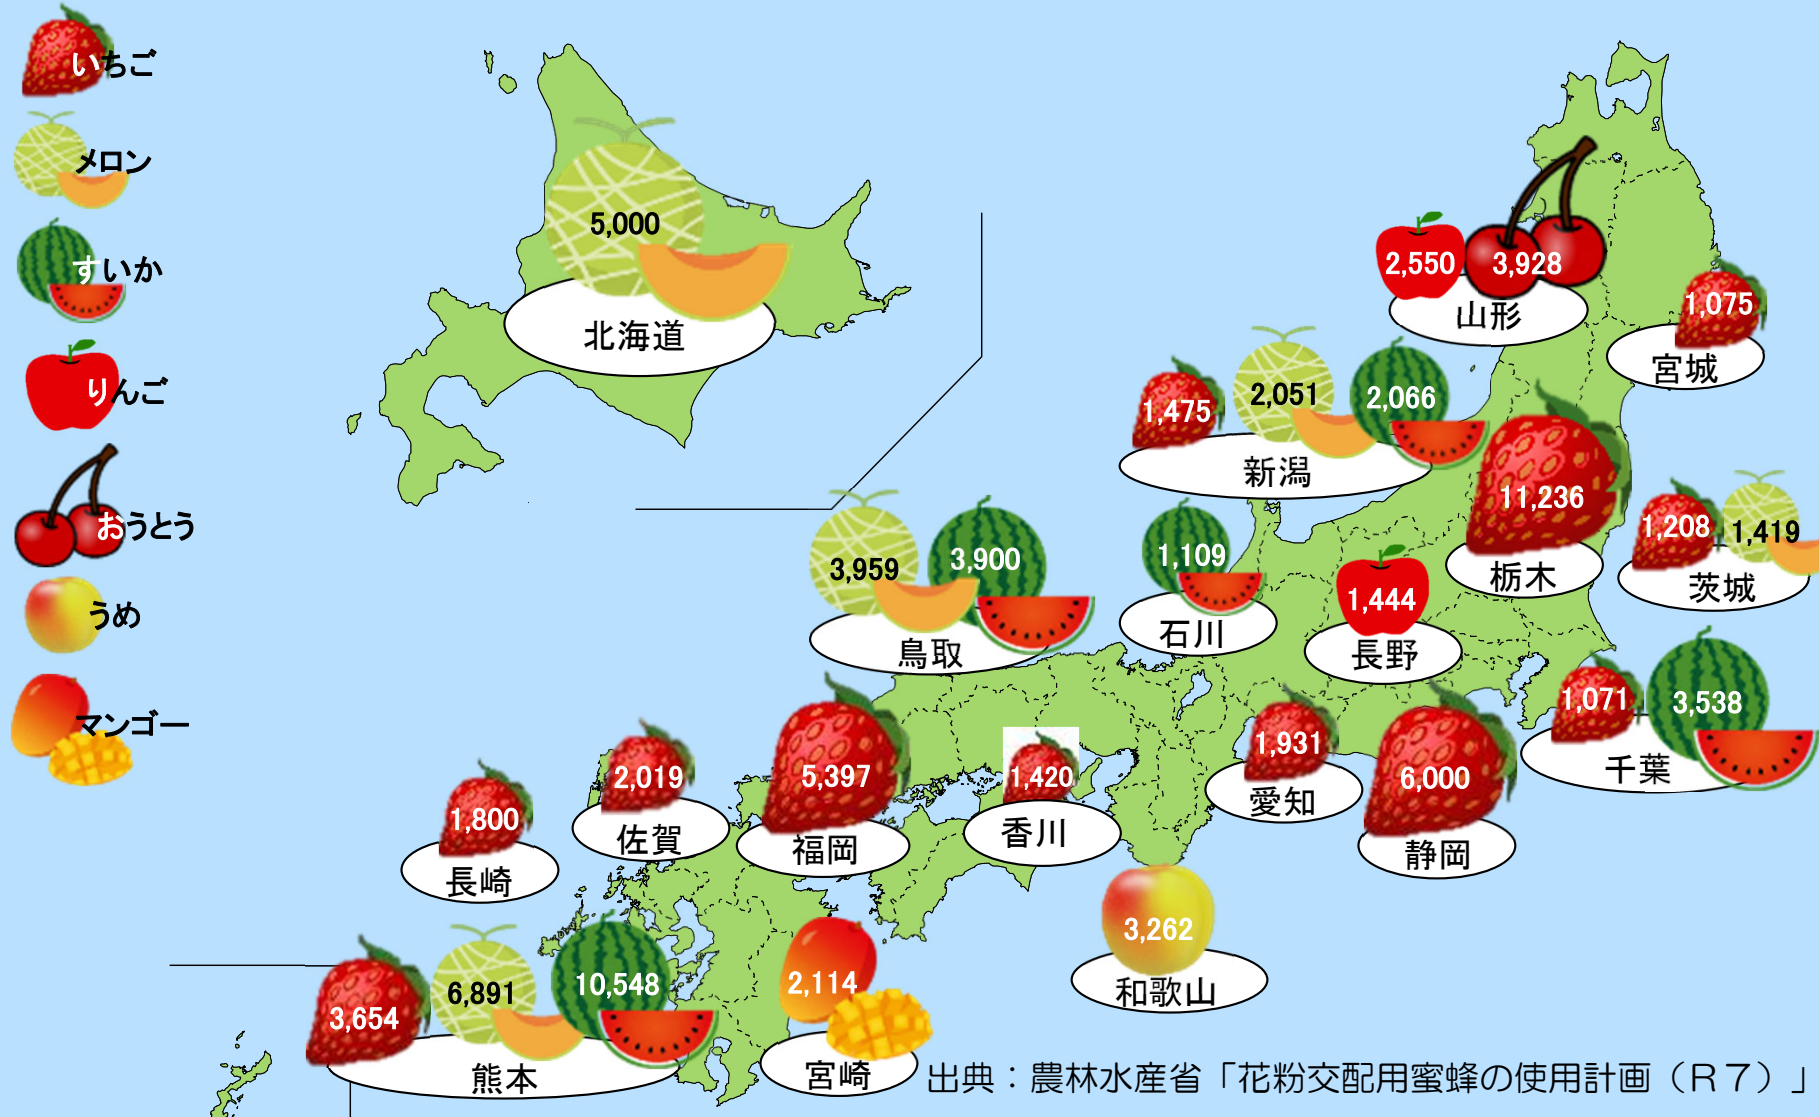 いちご
メロン
すいか
りんご
おうとう
うめ
マンゴー
5,000
北海道
2,550
3,928
山形
1,075
宮城
1,475
2,051
2,066
新潟
11,236
栃木
1,208
1,419
茨城
3,959
3,900
鳥取
1,109
石川
1,444
長野
1,071
3,538
千葉
1,800
長崎
2,019
佐賀
5,397
福岡
1,420
香川
1,931
愛知
6,000
静岡
3,262
和歌山
3,654
6,891
10,548
熊本
2,114
宮崎
出典：農林水産省「花粉交配用蜜蜂の使用計画（Ｒ７）」